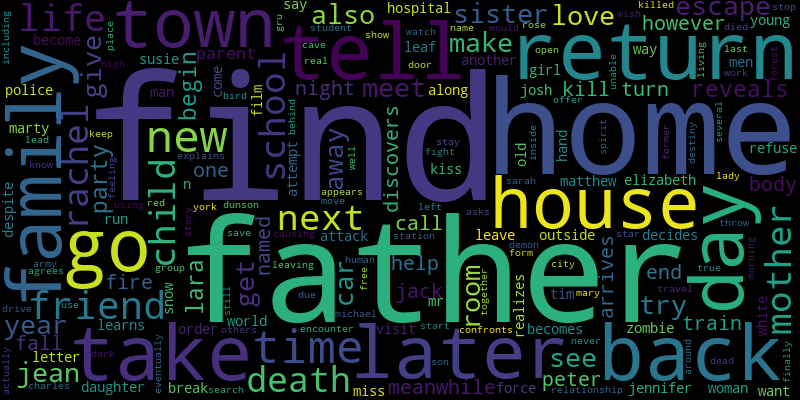 life
town
say
hospital
sister
love
escape
killed
wish
name
rose
died
stop
including
become
place
gru
also
leaf
watch
show
student
cave
real
open
door
make
another
however
would
young
high
give
susie
parent
begin
tell
return
way
last
living
forest
police
man
come
bird
film
night
meet
along
girl
josh
kill
turn
unable
men
work
reveals
marty
lead
keep
rachel
party
find
home
new
school
behind
attempt
away
well
stay
fight
kiss
discovers
offer
old
inside
hand
spirit
several
former
destiny
refuse
family
know
feeling
explains
one
child
n
appears
move
sarah
matthew
elizabeth
lady
body
despite
run
using
red
york
dunson
story
next
left
call
asks
house
throw
go
father
day
mother
save
causing
attack
station
leave
outside
star
decides
army
agrees
group
named
leaving
car
human
free
help
demon
form
room
together
realizes
city
tim
mary
arrives
end
true
travel
morning
friend
fire
snow
lara
get
still
due
jack
mr
try
year
drive
use
learns
world
michael
start
confronts
becomes
zombie
train
white
fall
order
others
encounter
visit
never
take
time
later
see
back
actually
letter
dark
eventually
death
son
peter
around
dead
finally
jean
charles
daughter
break
search
miss
meanwhile
force
relationship
jennifer
woman
want